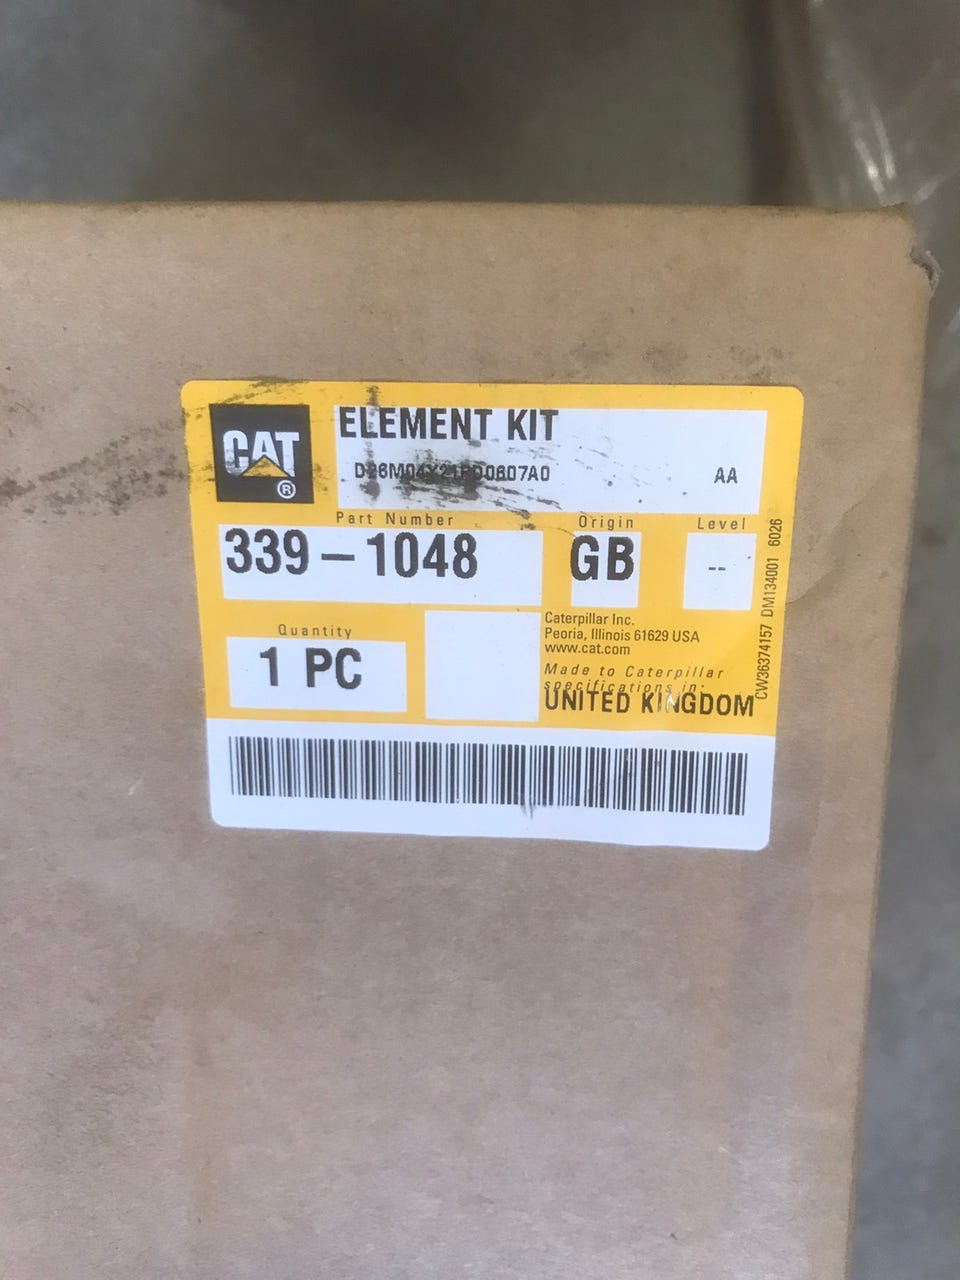 CAT
®
ELEMENT KIT
AA
Part Number
Origin
Level
339-1048
GB
--
Quantity
1 PC
Caterpillar Inc.
Peoria, Illinois 61629 USA
www.cat.com
Made to Caterpillar
specifications in:
UNITED KINGDOM
CW36374157 DM134001 6026